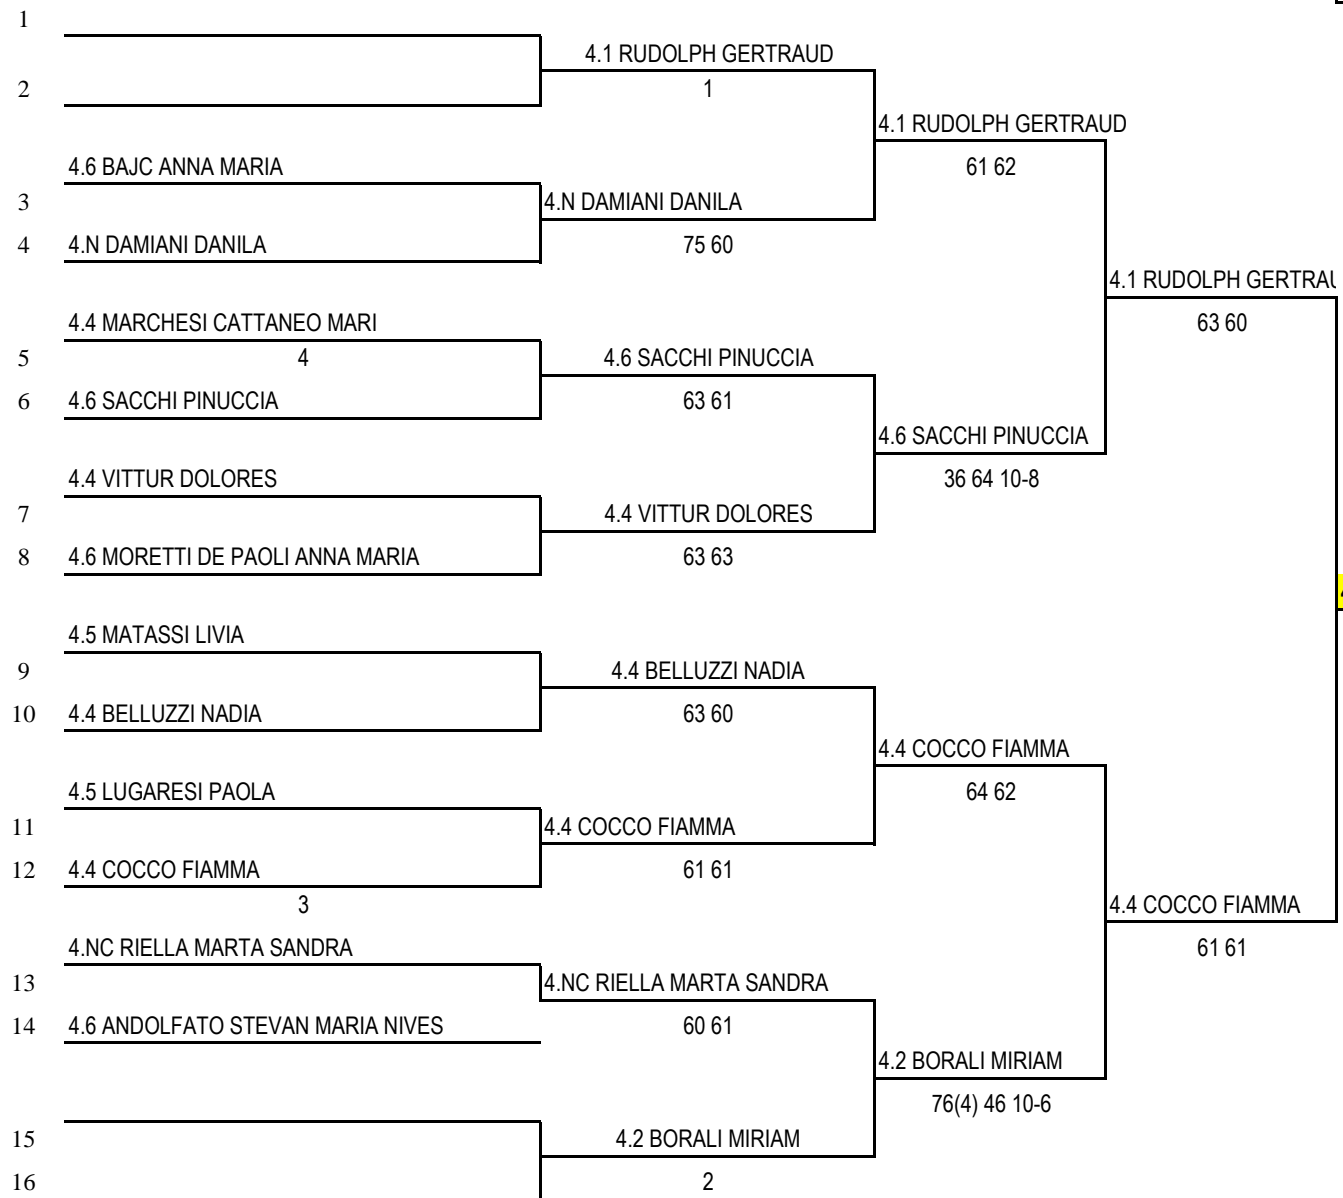 1
4.1 RUDOLPH GERTRAUD
2
1
4.1 RUDOLPH GERTRAUD
4.6 BAJC ANNA MARIA
61 62
3
4.N DAMIANI DANILA
4
4.N DAMIANI DANILA
75 60
4.1 RUDOLPH GERTRAU
4.4 MARCHESI CATTANEO MARI
63 60
5
4
4.6 SACCHI PINUCCIA
6
4.6 SACCHI PINUCCIA
63 61
4.6 SACCHI PINUCCIA
4.4 VITTUR DOLORES
36 64 10-8
7
4.4 VITTUR DOLORES
8
4.6 MORETTI DE PAOLI ANNA MARIA
63 63
4.5 MATASSI LIVIA
9
4.4 BELLUZZI NADIA
10
4.4 BELLUZZI NADIA
63 60
4.4 COCCO FIAMMA
4.5 LUGARESI PAOLA
64 62
11
4.4 COCCO FIAMMA
12
4.4 COCCO FIAMMA
61 61
3
4.4 COCCO FIAMMA
4.NC RIELLA MARTA SANDRA
61 61
13
4.NC RIELLA MARTA SANDRA
14
4.6 ANDOLFATO STEVAN MARIA NIVES
60 61
4.2 BORALI MIRIAM
76(4) 46 10-6
15
4.2 BORALI MIRIAM
16
2